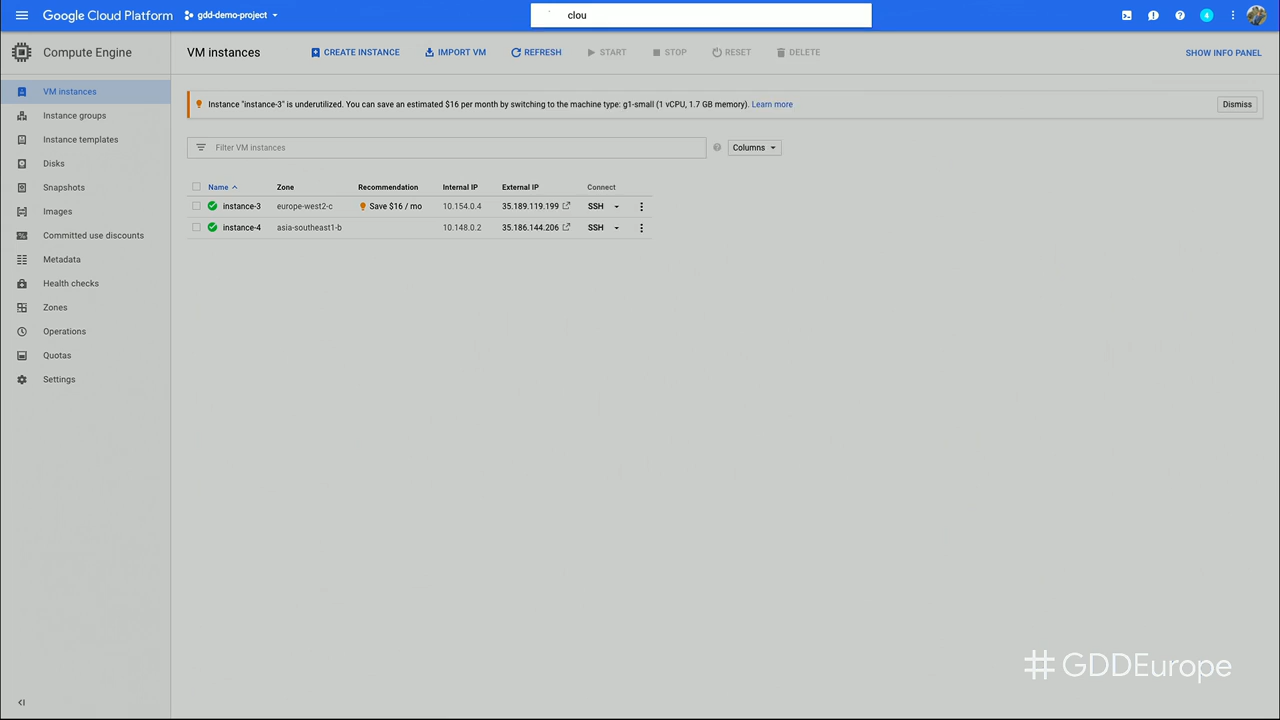 Google Cloud Platform
gdd-demo-project
clou
4
Compute Engine
VM instances
CREATE INSTANCE
IMPORT VM
REFRESH
START
STOP
RESET
DELETE
SHOW INFO PANEL
VM instances
Instance groups
Instance templates
Disks
Snapshots
Images
Committed use discounts
Metadata
Health checks
Zones
Operations
Quotas
Settings
Instance "instance-3" is underutilized. You can save an estimated $16 per month by switching to the machine type: g1-small (1 vCPU, 1.7 GB memory). Learn more
Dismiss
Filter VM instances
Columns
Name Zone Recommendation Internal IP External IP Connect
instance-3 europe-west2-c Save $16 / mo 10.154.0.4 35.189.119.199 SSH
instance-4 asia-southeast1-b 10.148.0.2 35.186.144.206 SSH
# GDDEurope